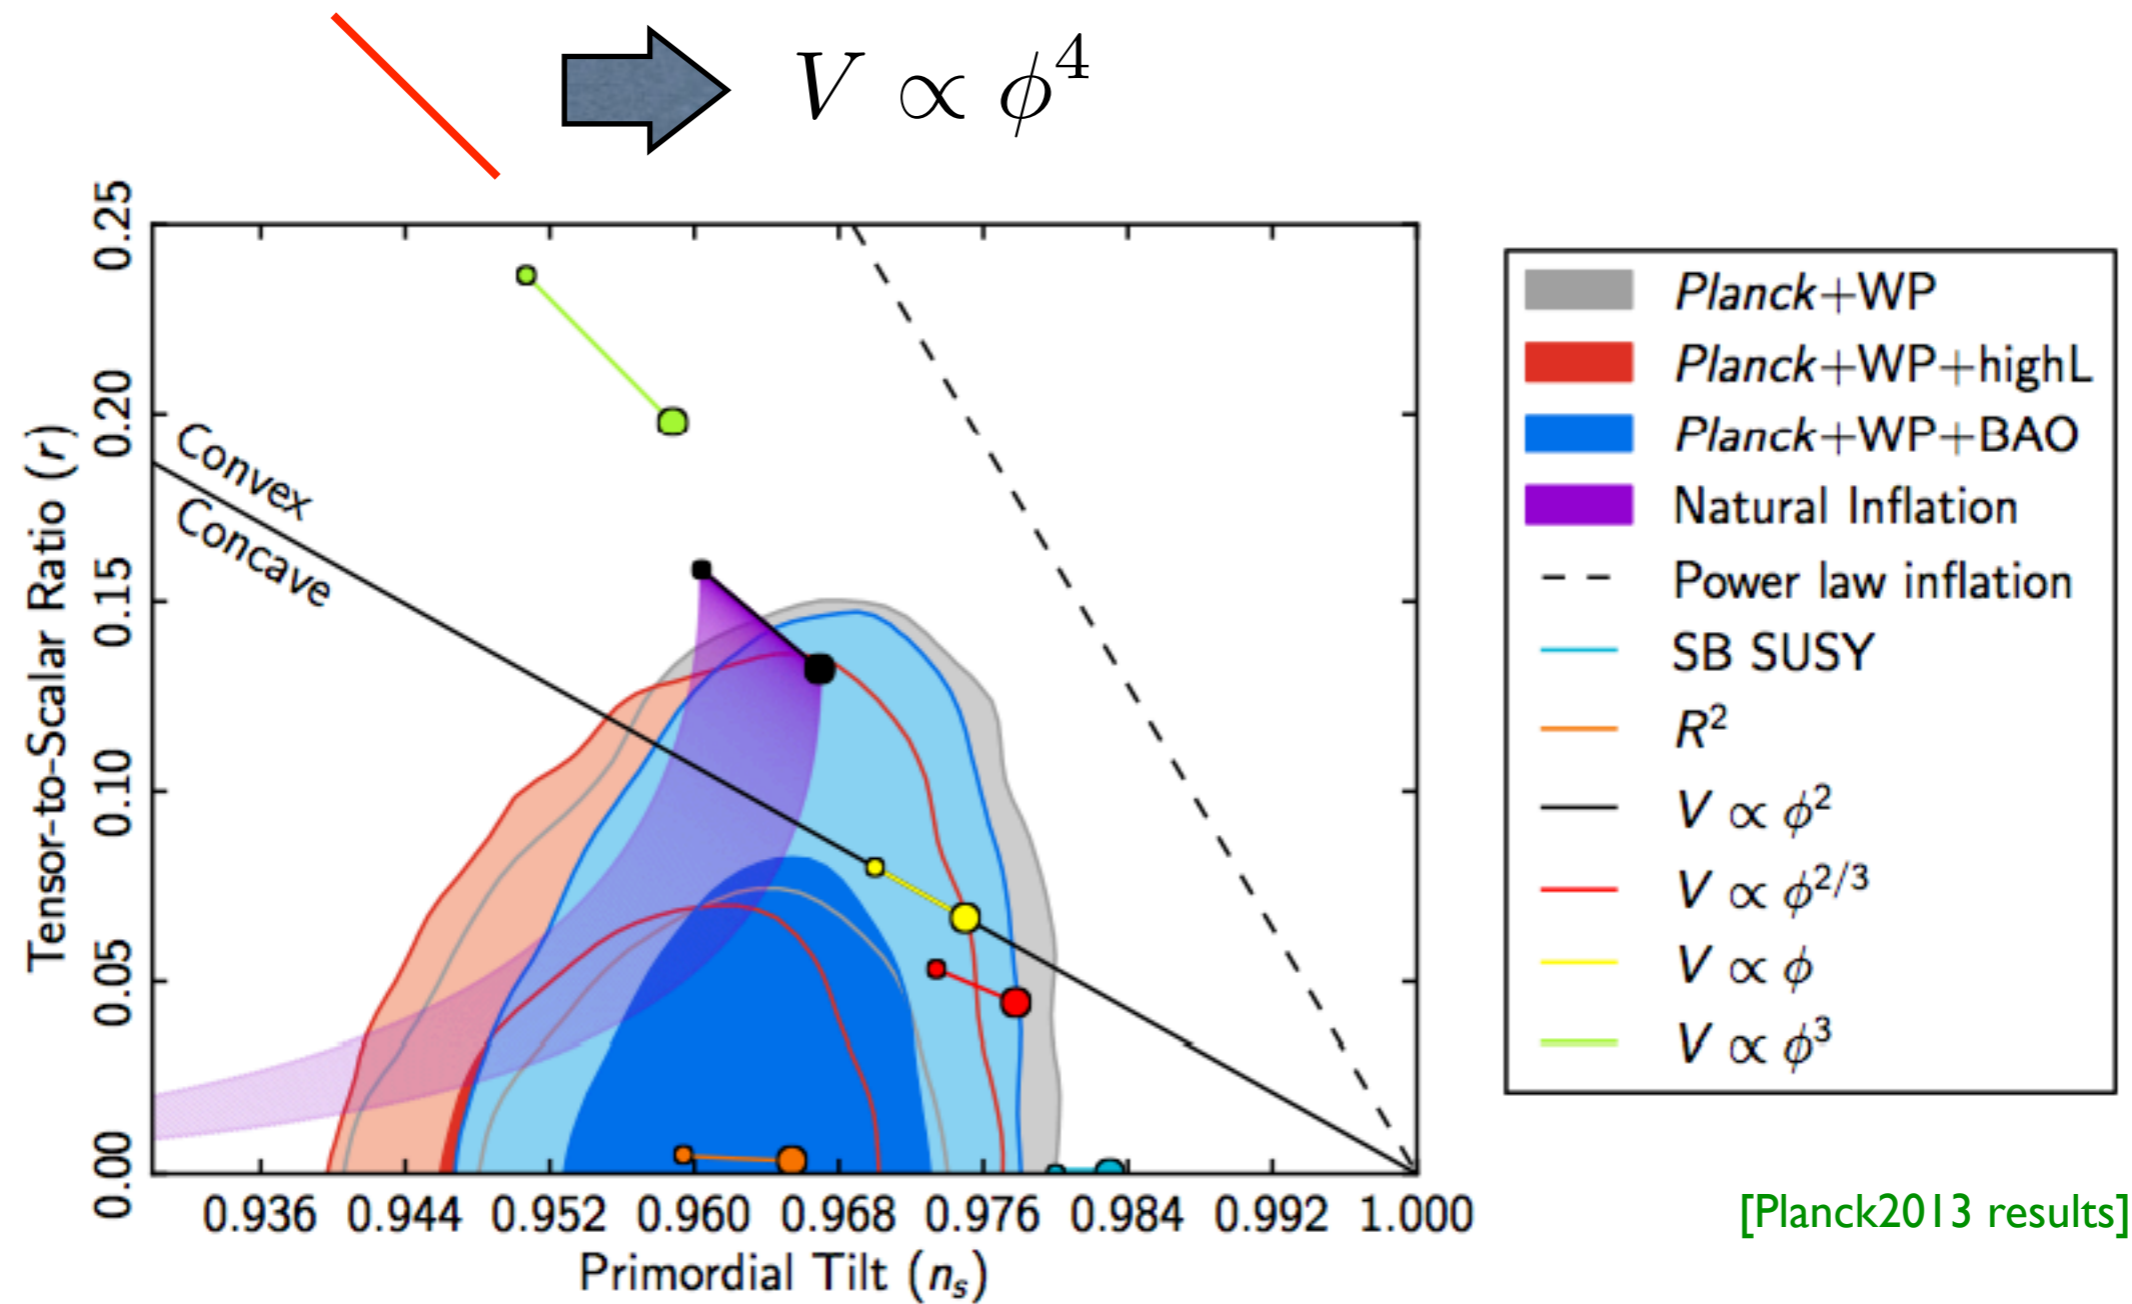 V ∝ ϕ⁴
0.25
0.20
0.15
0.10
0.05
0.00
Tensor-to-Scalar Ratio (r)
Convex
Concave
0.936 0.944 0.952 0.960 0.968 0.976 0.984 0.992 1.000
Primordial Tilt (nₛ)
Planck+WP
Planck+WP+highL
Planck+WP+BAO
Natural Inflation
Power law inflation
SB SUSY
R²
V ∝ ϕ²
V ∝ ϕ²/³
V ∝ ϕ
V ∝ ϕ³
[Planck2013 results]